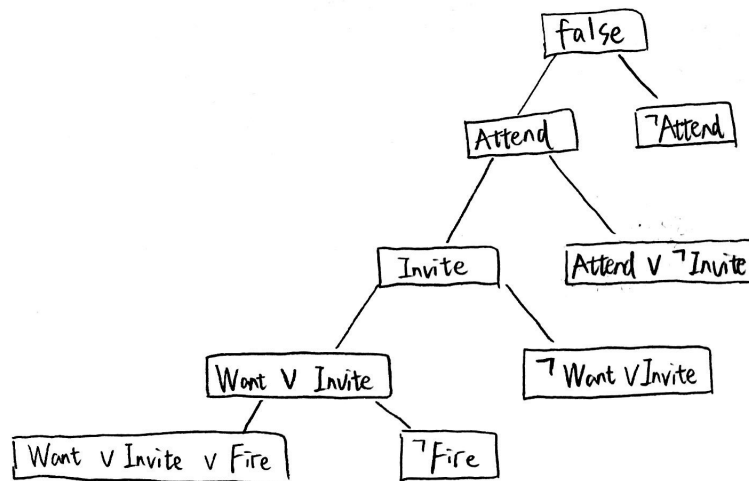 false
Attend
¬Attend
Invite
Attend ∨ ¬Invite
Want ∨ Invite
¬Want ∨ Invite
Want ∨ Invite ∨ Fire
¬Fire